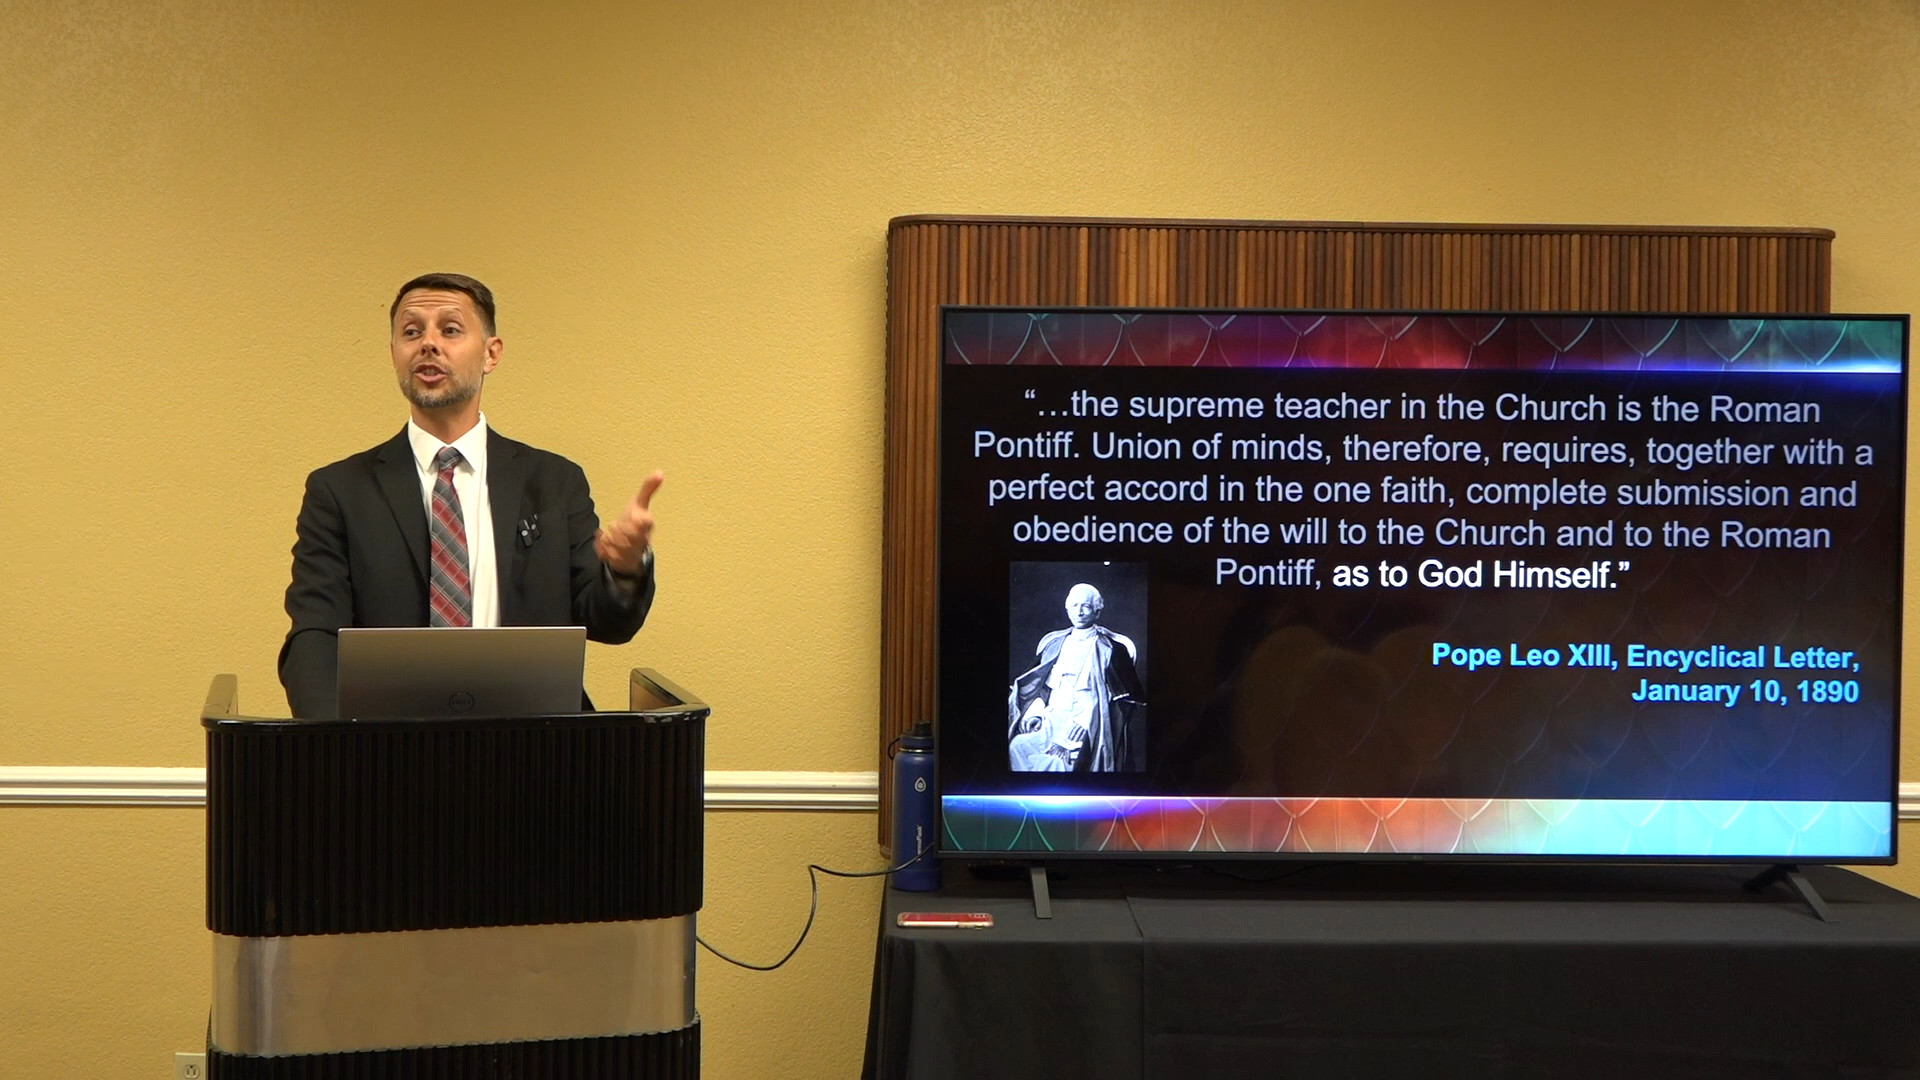 “…the supreme teacher in the Church is the Roman
Pontiff. Union of minds, therefore, requires, together with a
perfect accord in the one faith, complete submission and
obedience of the will to the Church and to the Roman
Pontiff, as to God Himself.”
Pope Leo XIII, Encyclical Letter,
January 10, 1890